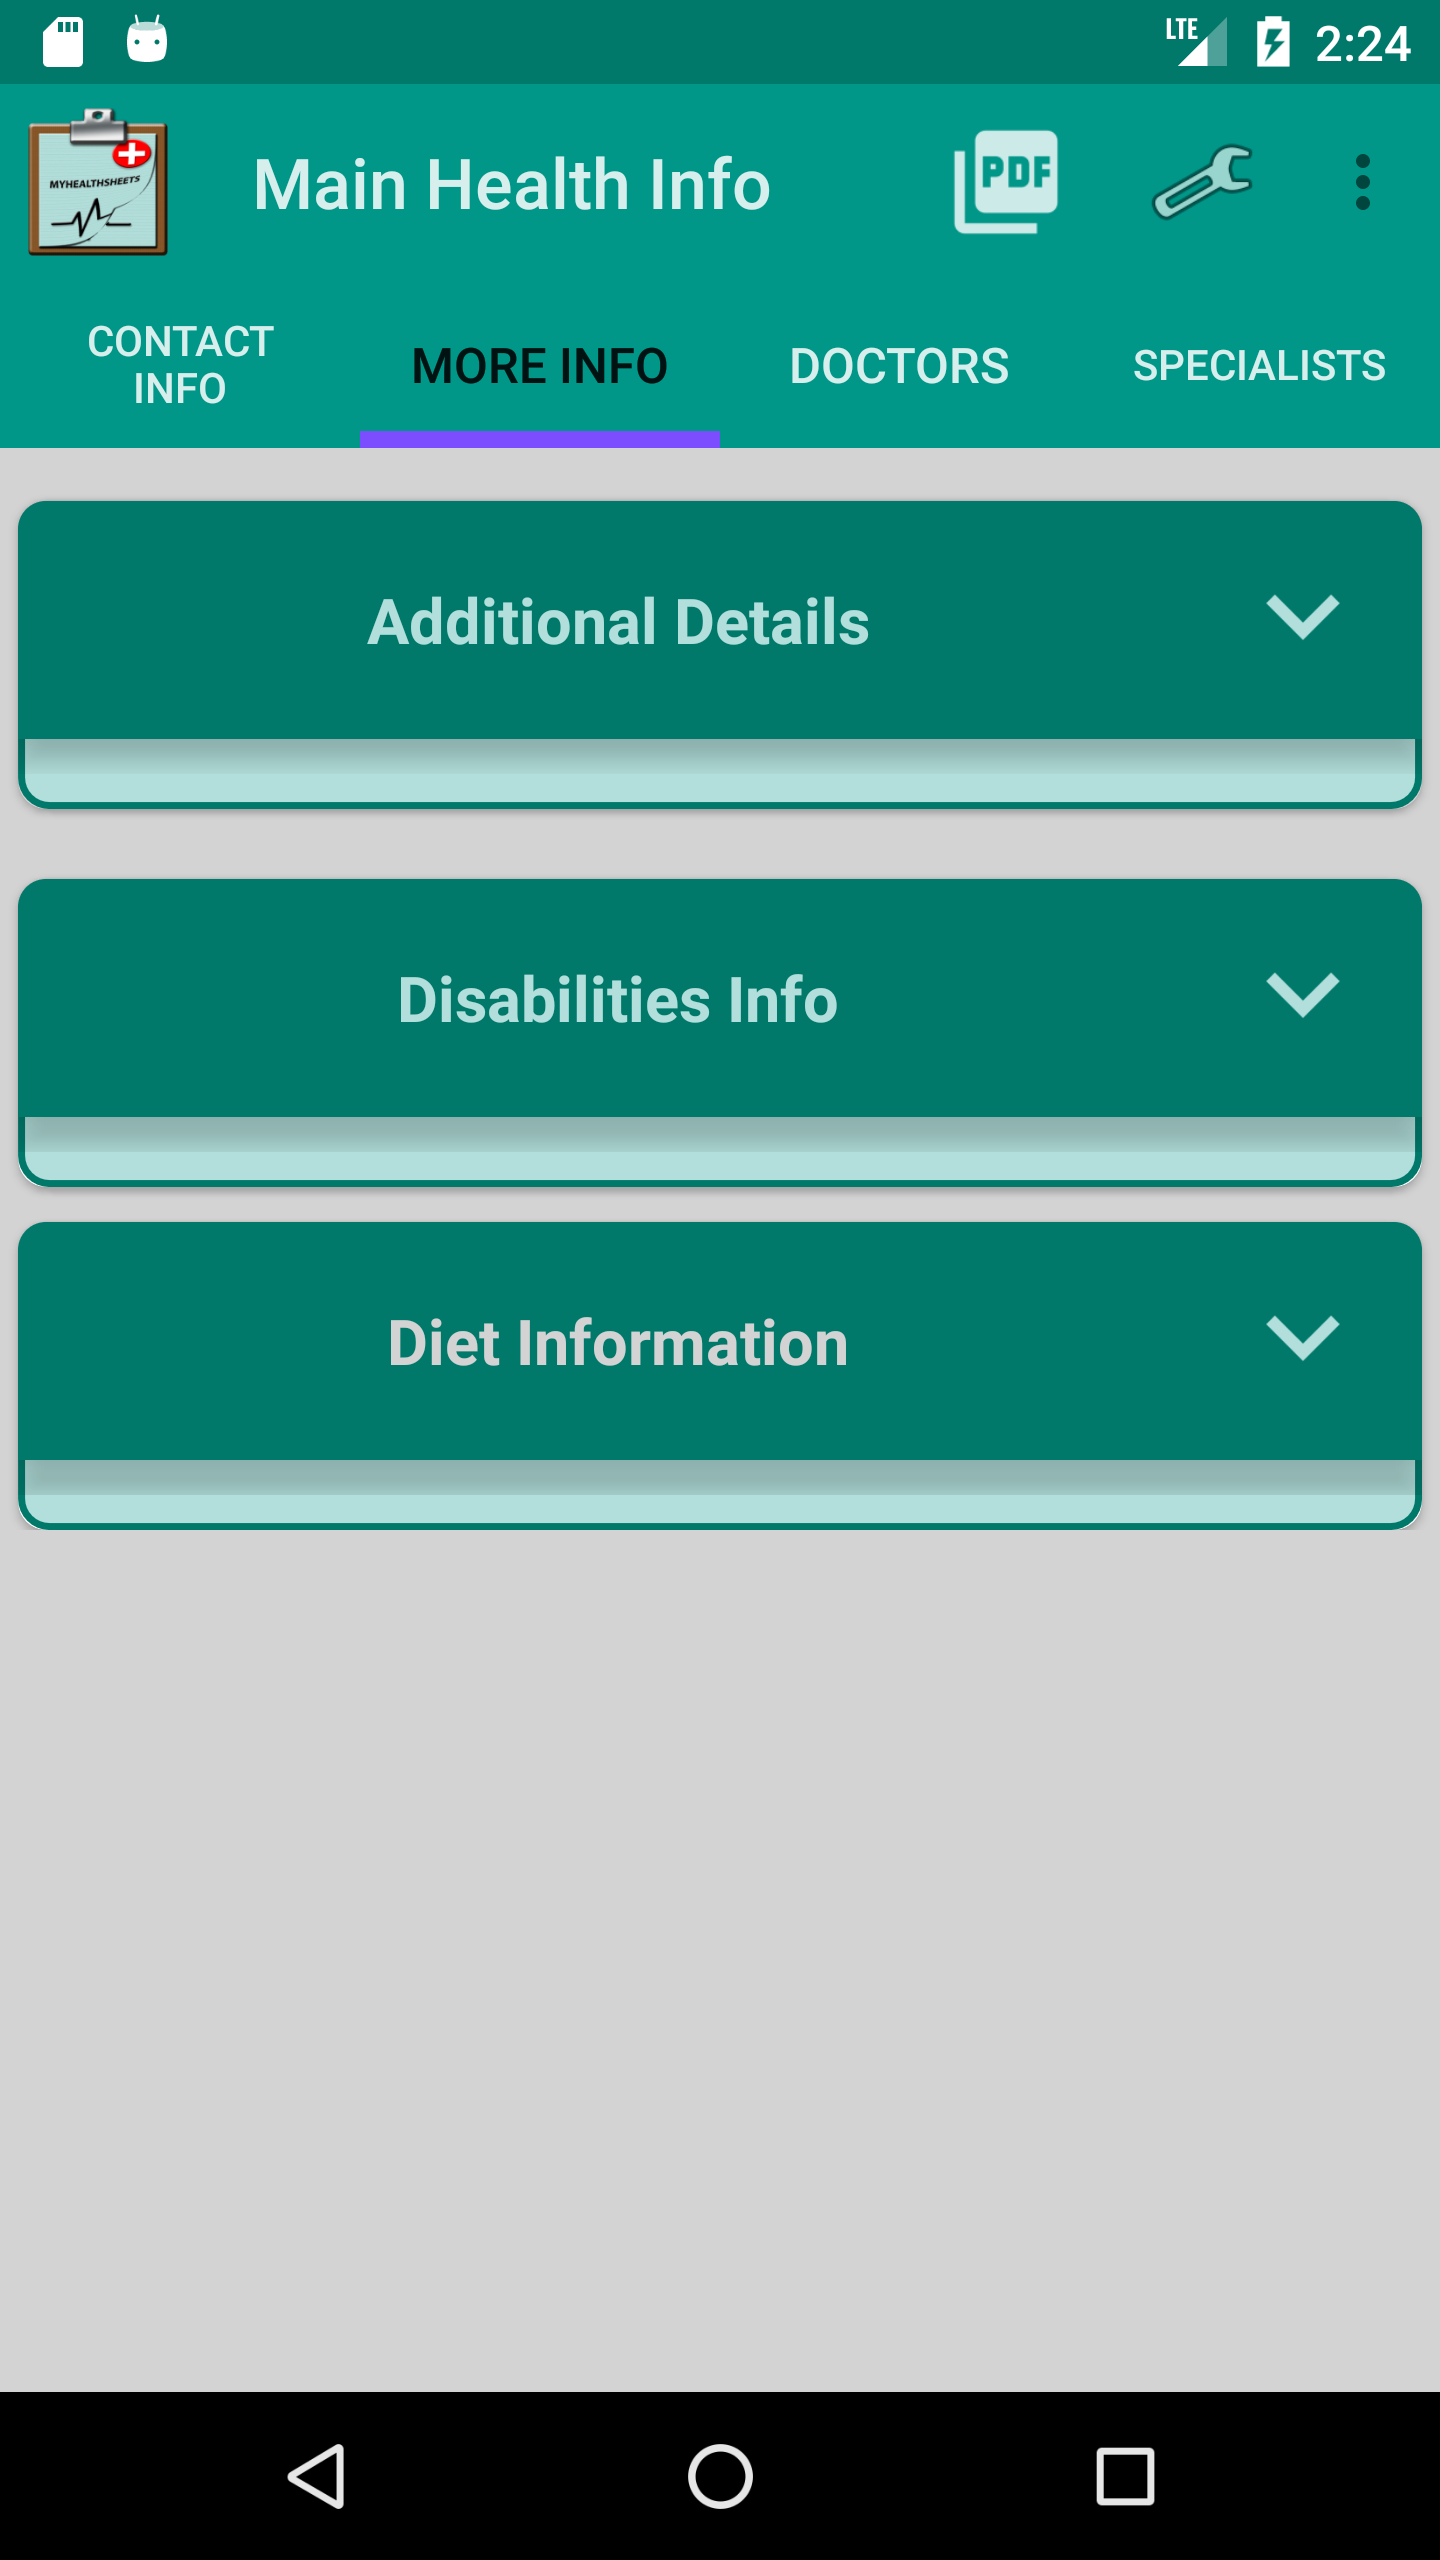 LTE 2:24
MYHEALTHSHEETS
Main Health Info
PDF
CONTACT
INFO
MORE INFO
DOCTORS
SPECIALISTS
Additional Details
Disabilities Info
Diet Information